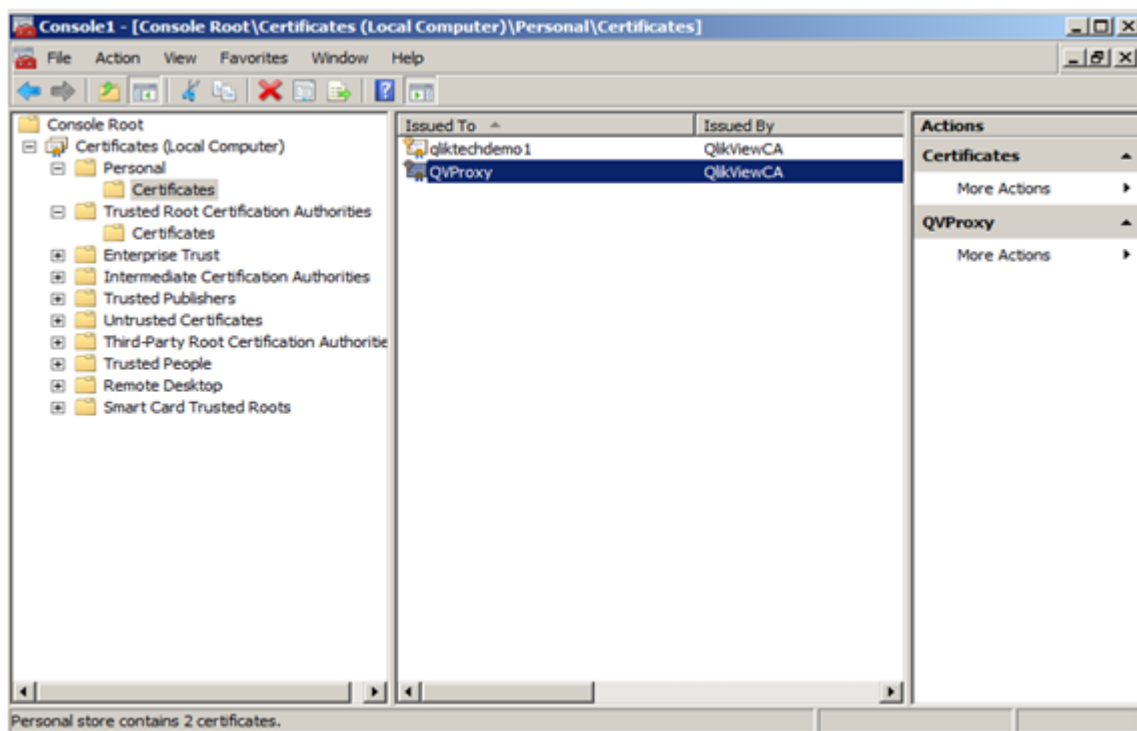 Console1 - [Console Root\Certificates (Local Computer)\Personal\Certificates]
File Action View Favorites Window Help
Console Root
Certificates (Local Computer)
Personal
Certificates
Trusted Root Certification Authorities
Certificates
Enterprise Trust
Intermediate Certification Authorities
Trusted Publishers
Untrusted Certificates
Third-Party Root Certification Authoritie
Trusted People
Remote Desktop
Smart Card Trusted Roots
Issued To Issued By
qliktechdemo1 QlikViewCA
QVProxy QlikViewCA
Actions
Certificates
More Actions
QVProxy
More Actions
Personal store contains 2 certificates.